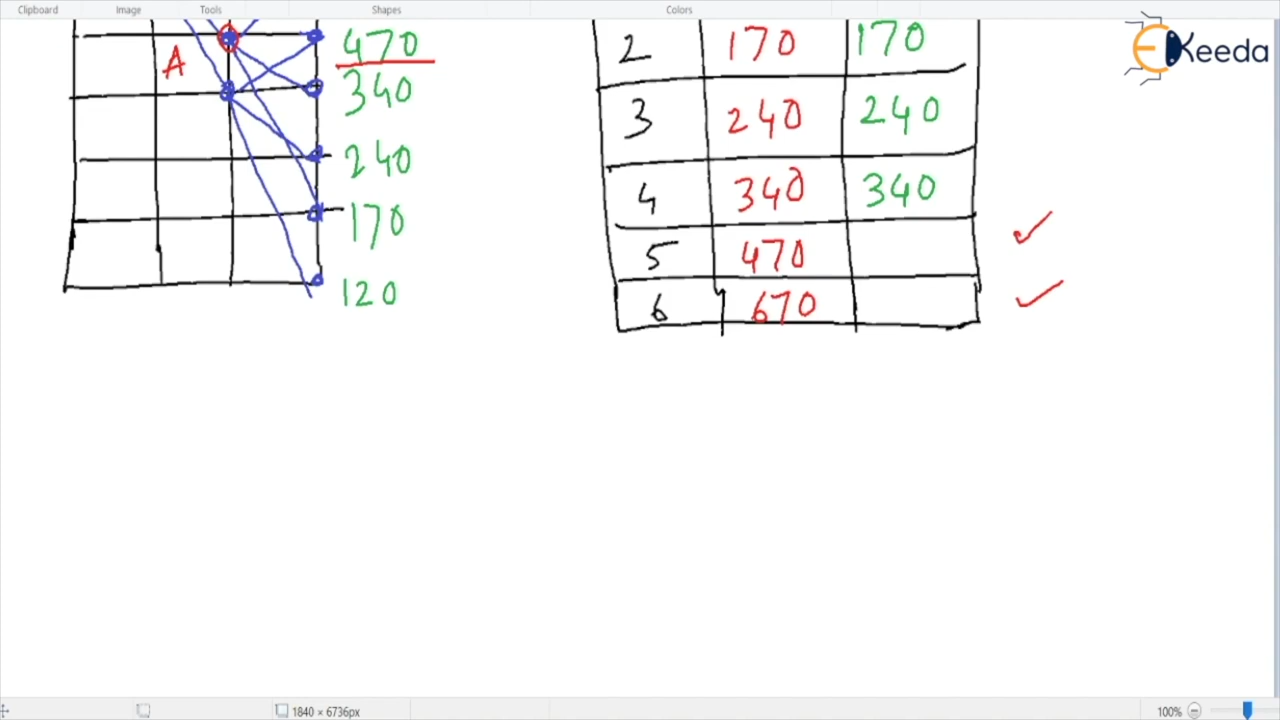 Clipboard Image Tools Shapes Colors
EKeeda
A
470
340
240
170
120
2 170 170
3 240 240
4 340 340
5 470
6 670
1840 × 6736px
100%